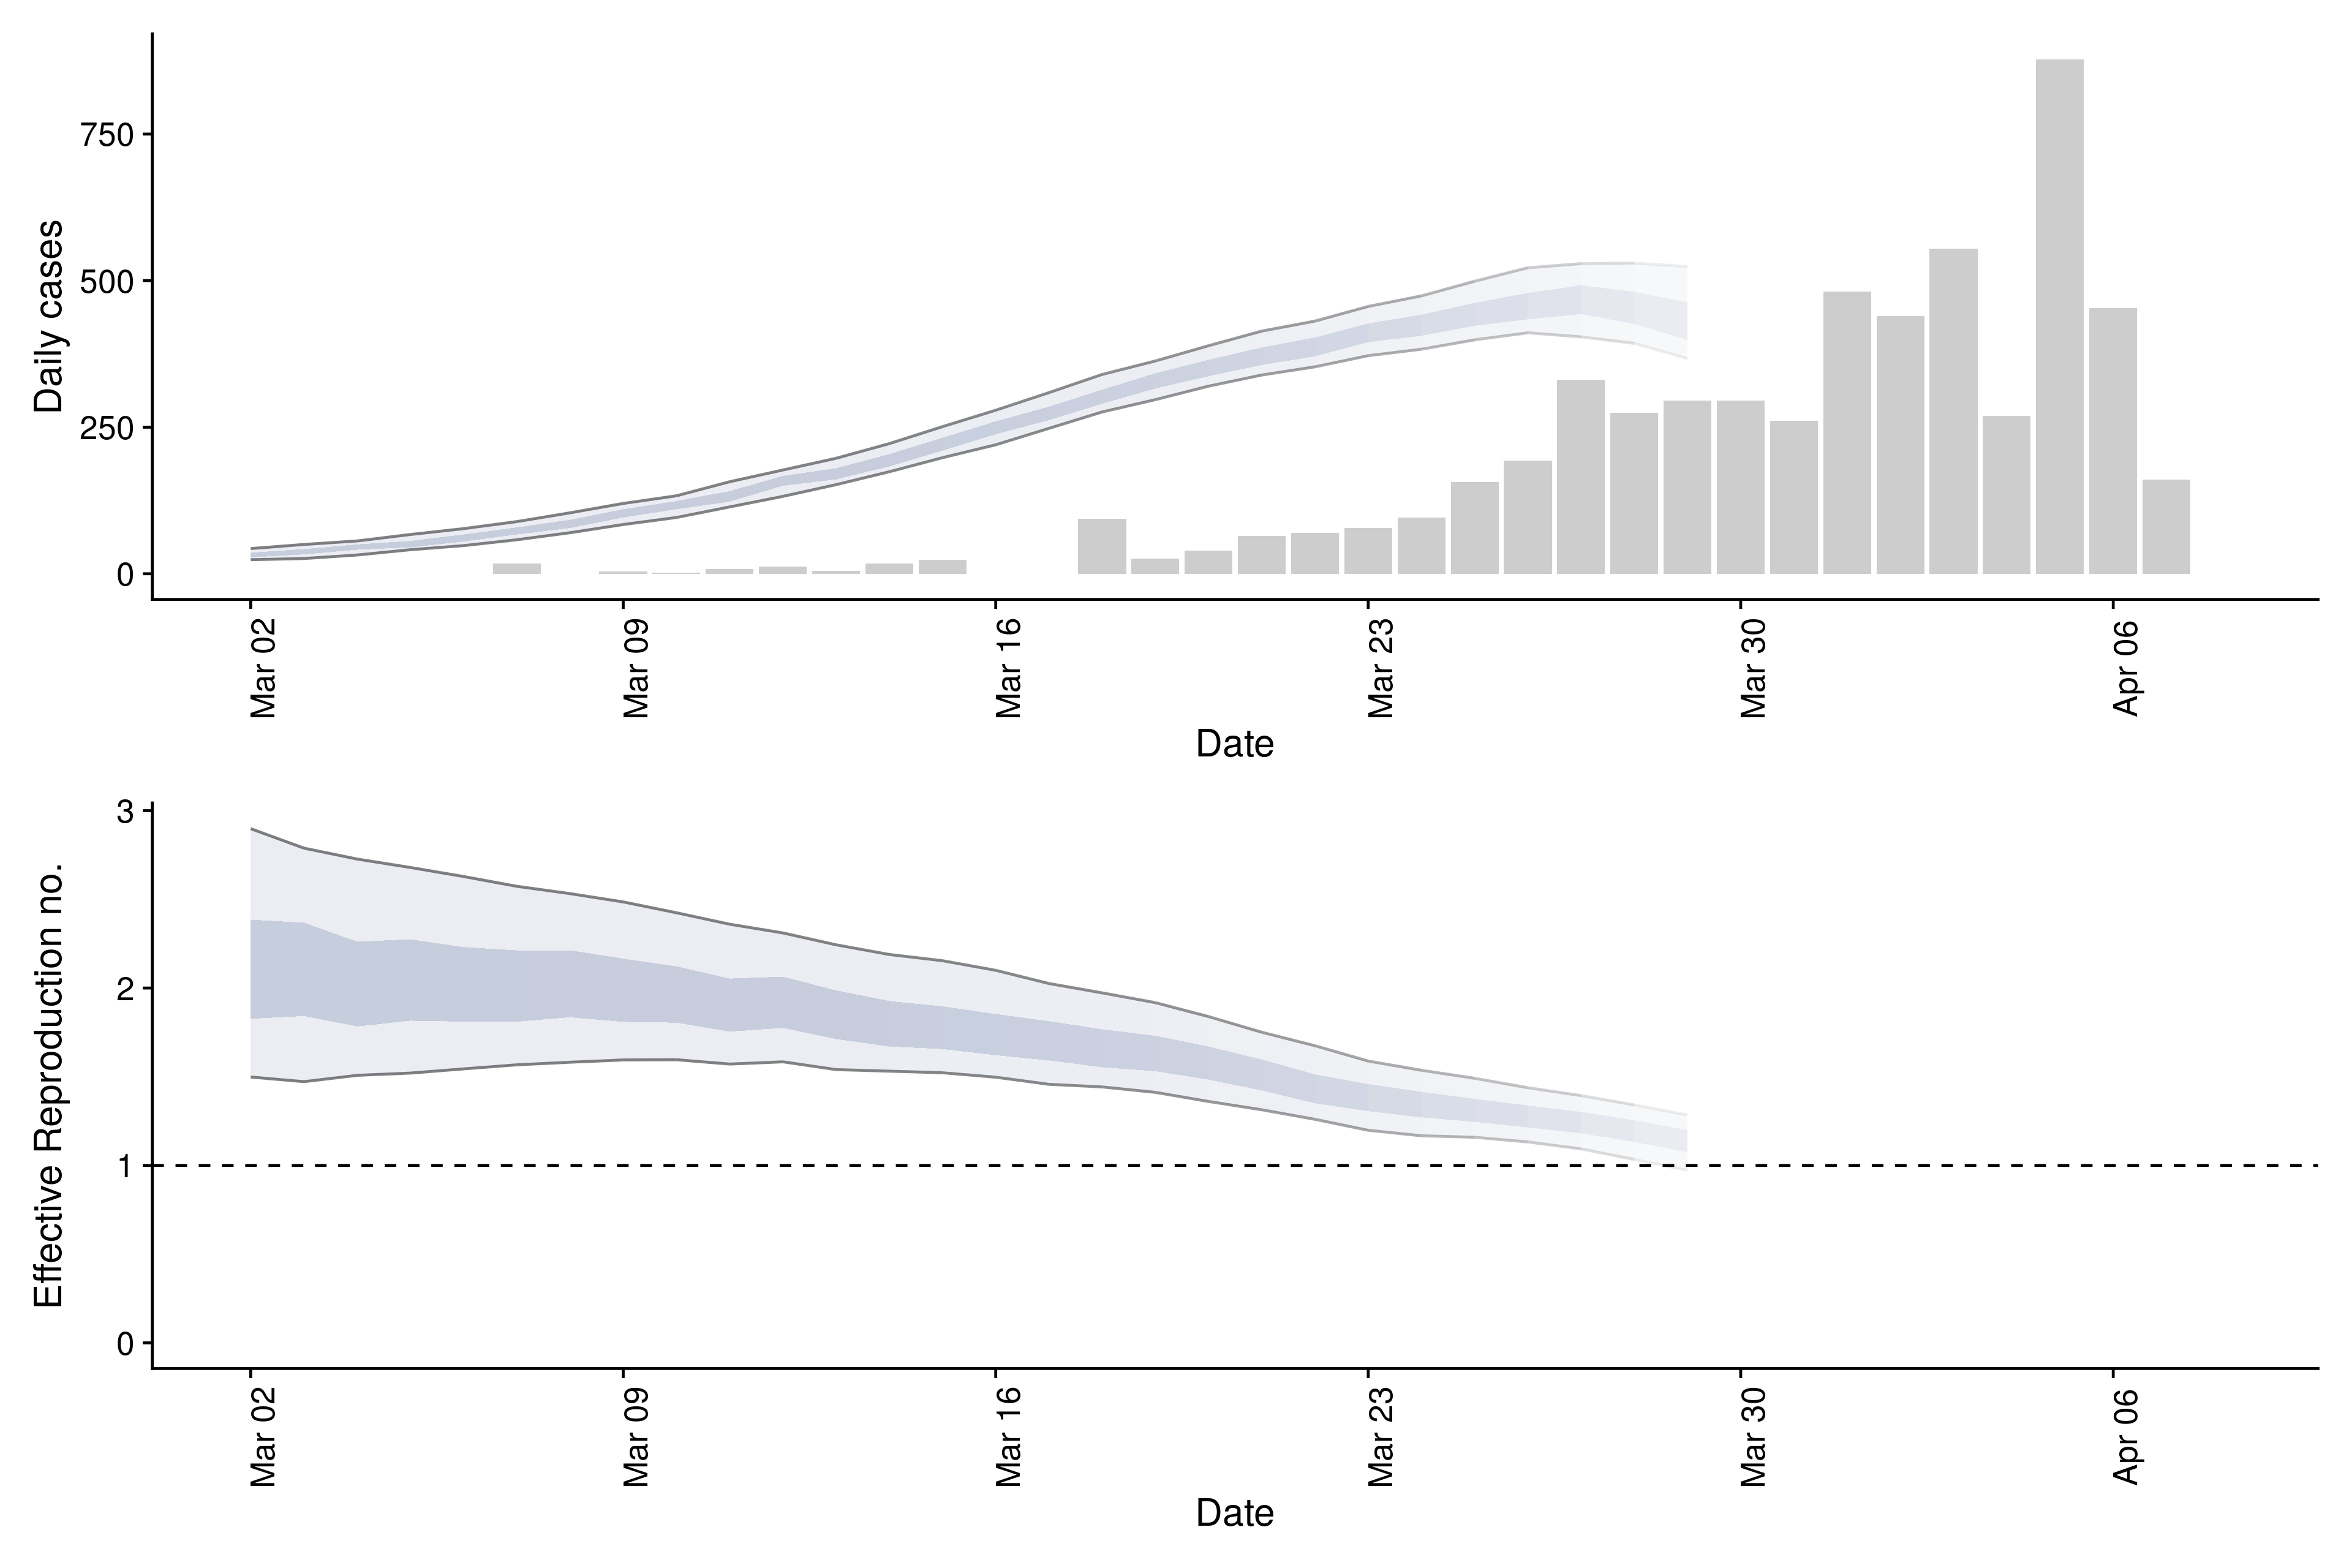 Daily cases
750
500
250
0
Mar 02
Mar 09
Mar 16
Mar 23
Mar 30
Apr 06
Date
Effective Reproduction no.
3
2
1
0
Mar 02
Mar 09
Mar 16
Mar 23
Mar 30
Apr 06
Date